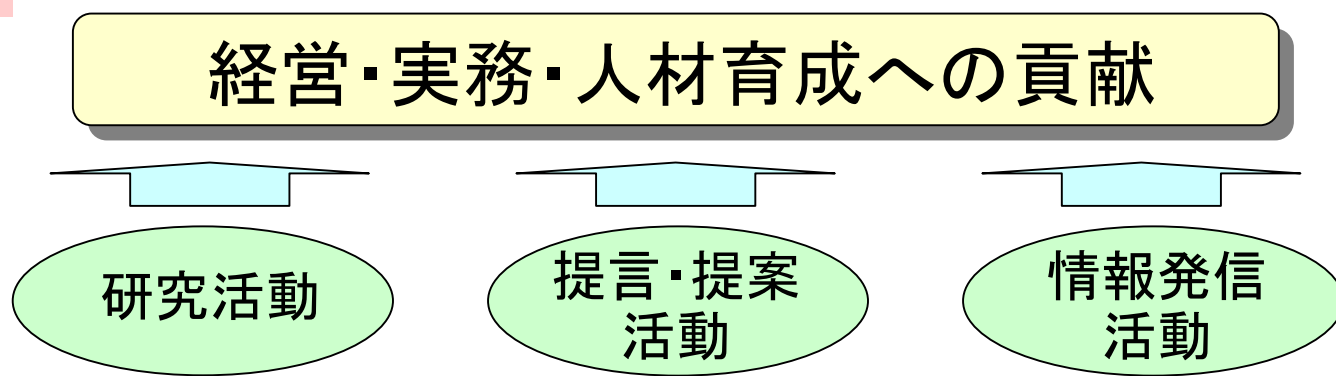 経営・実務・人材育成への貢献
研究活動
提言・提案
活動
情報発信
活動